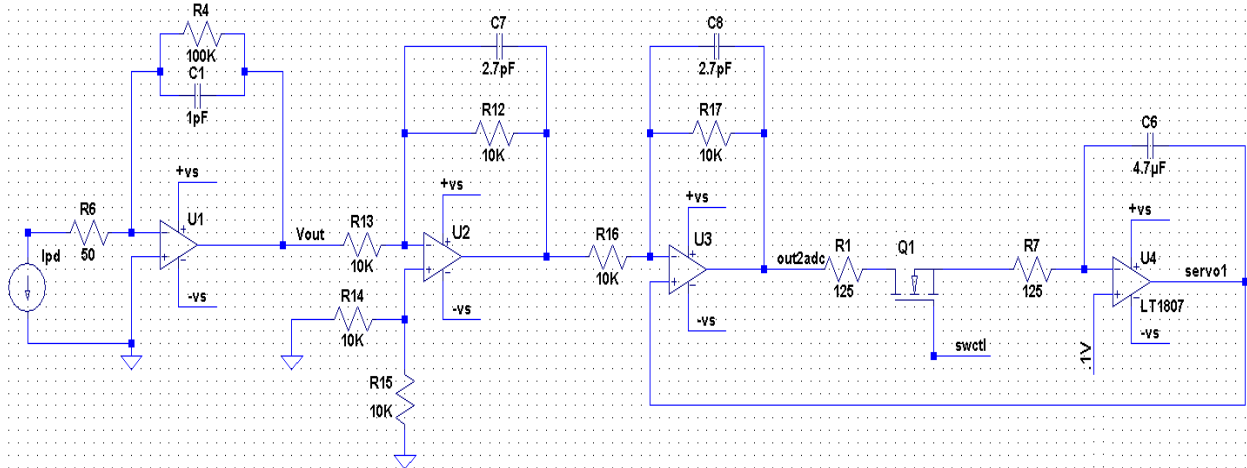 R4
100K
C1
1pF
+vs
U1
-vs
R6
50
Ipd
Vout
R13
10K
C7
2.7pF
R12
10K
+vs
U2
-vs
R14
10K
R15
10K
R16
10K
C8
2.7pF
R17
10K
+vs
U3
-vs
out2adc
R1
125
Q1
swctl
R7
125
C6
4.7µF
+vs
U4
LT1807
-vs
.1V
servo1